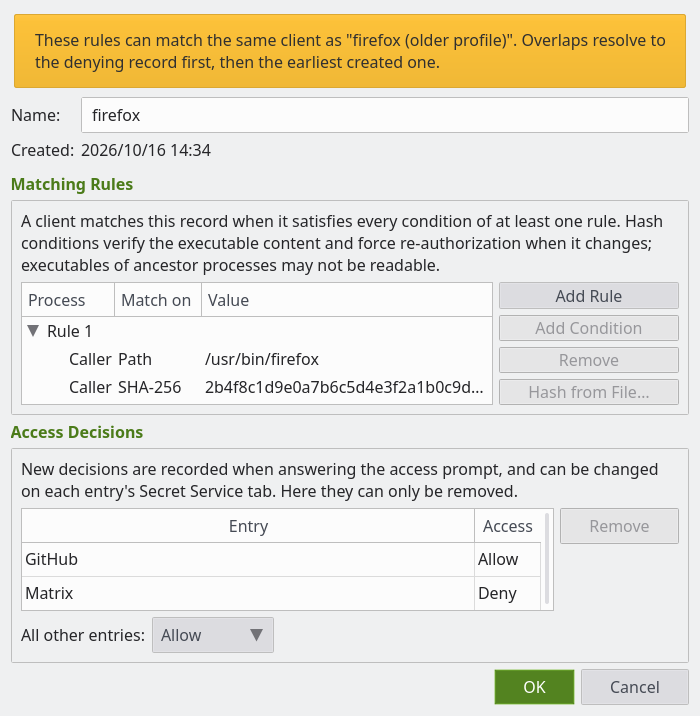 These rules can match the same client as "firefox (older profile)". Overlaps resolve to
the denying record first, then the earliest created one.
Name: firefox
Created: 2026/10/16 14:34
Matching Rules
A client matches this record when it satisfies every condition of at least one rule. Hash
conditions verify the executable content and force re-authorization when it changes;
executables of ancestor processes may not be readable.
Process Match on Value
Add Rule
Rule 1
Add Condition
Caller Path /usr/bin/firefox
Remove
Caller SHA-256 2b4f8c1d9e0a7b6c5d4e3f2a1b0c9d...
Hash from File...
Access Decisions
New decisions are recorded when answering the access prompt, and can be changed
on each entry's Secret Service tab. Here they can only be removed.
Entry Access
Remove
GitHub Allow
Matrix Deny
All other entries: Allow
OK Cancel